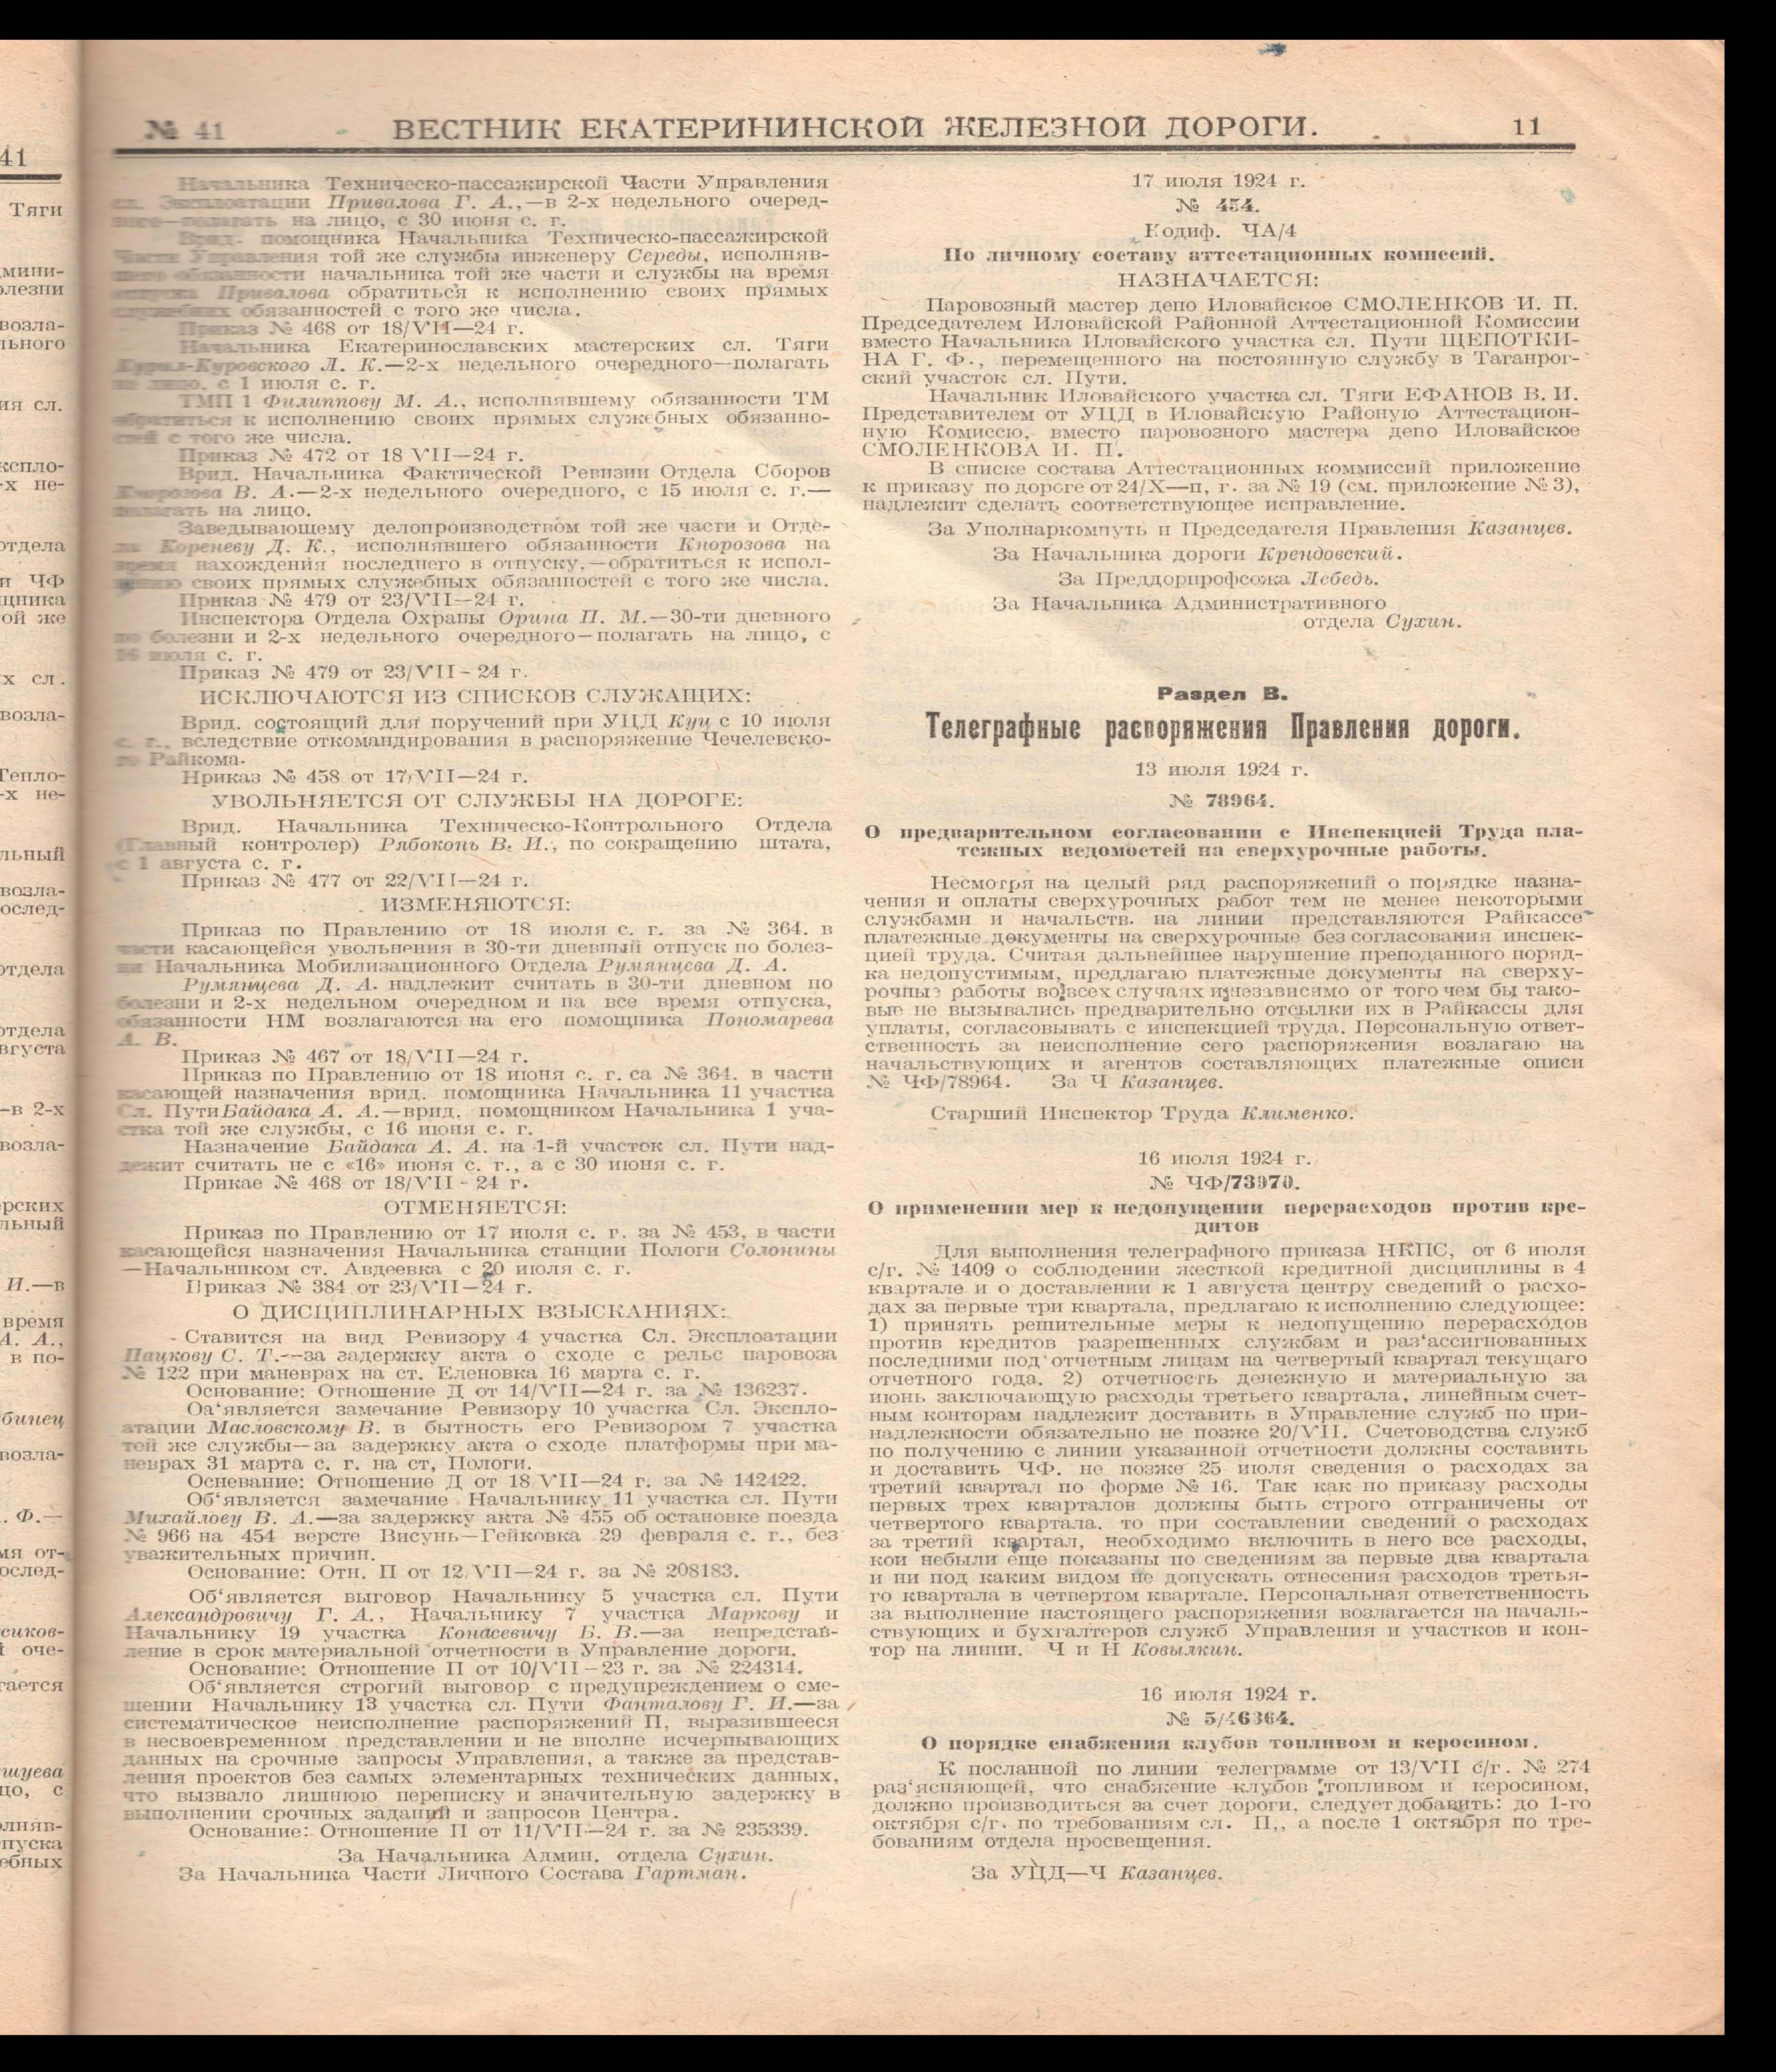 № 41 ВЕСТНИК ЕКАТЕРИНИНСКОЙ ЖЕЛЕЗНОЙ ДОРОГИ. 11
Начальника Техническо-пассажирской Части Управления
сл. Эксплоатации Привалова Г. А.,—в 2-х недельного очеред-
ного—полагать на лицо, с 30 июня с. г.
Врид. помощника Начальника Техническо-пассажирской
Части Управления той же службы инженеру Середы, исполняв-
шего обязанности начальника той же части и службы на время
отпуска Привалова обратиться к исполнению своих прямых
служебных обязанностей с того же числа.
Приказ № 468 от 18/VII—24 г.
Начальника Екатеринославских мастерских сл. Тяги
Курил-Куровского Л. К.—2-х недельного очередного—полагать
на лицо, с 1 июля с. г.
ТМП 1 Филиппову М. А., исполнявшему обязанности ТМ
обратиться к исполнению своих прямых служебных обязанно-
стей с того же числа.
Приказ № 472 от 18 VII—24 г.
Врид. Начальника Фактической Ревизии Отдела Сборов
Кнорозова В. А.—2-х недельного очередного, с 15 июля с. г.—
полагать на лицо.
Заведывающему делопроизводством той же части и Отде-
ла Кореневу Д. К., исполнявшего обязанности Кнорозова на
время нахождения последнего в отпуску,—обратиться к испол-
нению своих прямых служебных обязанностей с того же числа.
Приказ № 479 от 23/VII—24 г.
Инспектора Отдела Охраны Орина П. М.—30-ти дневного
по болезни и 2-х недельного очередного—полагать на лицо, с
16 июля с. г.
Приказ № 479 от 23/VII - 24 г.
ИСКЛЮЧАЮТСЯ ИЗ СПИСКОВ СЛУЖАЩИХ:
Врид. состоящий для поручений при УЦД Куц с 10 июля
с. г., вследствие откомандирования в распоряжение Чечелевско-
го Райкома.
Нриказ № 458 от 17/VII—24 г.
УВОЛЬНЯЕТСЯ ОТ СЛУЖБЫ НА ДОРОГЕ:
Врид. Начальника Техническо-Контрольного Отдела
(Главный контролер) Рябоконь В. И., по сокращению штата,
с 1 августа с. г.
Приказ № 477 от 22/VII—24 г.
ИЗМЕНЯЮТСЯ:
Приказ по Правлению от 18 июля с. г. за № 364. в
части касающейся увольнения в 30-ти дневный отпуск по болез-
ни Начальника Мобилизационного Отдела Румянцева Д. А.
Румянцева Д. А. надлежит считать в 30-ти дневном по
болезни и 2-х недельном очередном и на все время отпуска,
обязанности НМ возлагаются на его помощника Пономарева
А. В.
Приказ № 467 от 18/VII—24 г.
Приказ по Правлению от 18 июня с. г. са № 364. в части
касающей назначения врид. помощника Начальника 11 участка
Сл. Пути Байдака А. А.—врид. помощником Начальника 1 уча-
стка той же службы, с 16 июня с. г.
Назначение Байдака А. А. на 1-й участок сл. Пути над-
лежит считать не с «16» июня с. г., а с 30 июня с. г.
Прикае № 468 от 18/VII - 24 г.
ОТМЕНЯЕТСЯ:
Приказ по Правлению от 17 июля с. г. за № 453, в части
касающейся назначения Начальника станции Пологи Солонины
—Начальником ст. Авдеевка с 20 июля с. г.
Приказ № 384 от 23/VII—24 г.
О ДИСЦИПЛИНАРНЫХ ВЗЫСКАНИЯХ:
- Ставится на вид Ревизору 4 участка Сл. Эксплоатации
Пацкову С. Т.--за задержку акта о сходе с рельс паровоза
№ 122 при маневрах на ст. Еленовка 16 марта с. г.
Основание: Отношение Д от 14/VII—24 г. за № 136237.
Оа‘является замечание Ревизору 10 участка Сл. Экспло-
атации Масловскому В. в бытность его Ревизором 7 участка
той же службы—за задержку акта о сходе платформы при ма-
неврах 31 марта с. г. на ст, Пологи.
Осневание: Отношение Д от 18 VII—24 г. за № 142422.
Об‘является замечание Начальнику 11 участка сл. Пути
Михайлову В. А.—за задержку акта № 455 об остановке поезда
№ 966 на 454 версте Висунь—Гейковка 29 февраля с. г., без
уважительных причин.
Основание: Отн. П от 12/VII—24 г. за № 208183.
Об‘является выговор Начальнику 5 участка сл. Пути
Александровичу Г. А., Начальнику 7 участка Маркову и
Начальнику 19 участка Конасевичу Б. В.—за непредстав-
ление в срок материальной отчетности в Управление дороги.
Основание: Отношение П от 10/VII—23 г. за № 224314.
Об‘является строгий выговор с предупреждением о сме-
щении Начальнику 13 участка сл. Пути Фанталову Г. И.—за
систематическое неисполнение распоряжений П, выразившееся
в несвоевременном представлении и не вполне исчерпывающих
данных на срочные запросы Управления, а также за представ-
ления проектов без самых элементарных технических данных,
что вызвало лишнюю переписку и значительную задержку в
выполнении срочных заданий и запросов Центра.
Основание: Отношение П от 11/VII—24 г. за № 235339.
За Начальника Админ. отдела Сухин.
За Начальника Части Личного Состава Гартман.
17 июля 1924 г.
№ 454.
Кодиф. ЧА/4
По личному составу аттестационных комиссий.
НАЗНАЧАЕТСЯ:
Паровозный мастер депо Иловайское СМОЛЕНКОВ И. П.
Председателем Иловайской Районной Аттестационной Комиссии
вместо Начальника Иловайского участка сл. Пути ЩЕПОТКИ-
НА Г. Ф., перемещенного на постоянную службу в Таганрог-
ский участок сл. Пути.
Начальник Иловайского участка сл. Тяги ЕФАНОВ В. И.
Представителем от УЦД в Иловайскую Районую Аттестацион-
ную Комиссю, вместо паровозного мастера депо Иловайское
СМОЛЕНКОВА И. П.
В списке состава Аттестационных коммиссий приложение
к приказу по дороге от 24/X—п, г. за № 19 (см. приложение № 3),
надлежит сделать соответствующее исправление.
За Уполнаркомпуть и Председателя Правления Казанцев.
За Начальника дороги Крендовский.
За Преддорпрофсожа Лебедь.
За Начальника Административного
отдела Сухин.
Раздел В.
Телеграфные распоряжения Правления дороги.
13 июля 1924 г.
№ 78964.
О предварительном согласовании с Инспекцией Труда пла-
тежных ведомостей на сверхурочные работы.
Несмотря на целый ряд распоряжений о порядке назна-
чения и оплаты сверхурочных работ тем не менее некоторыми
службами и начальств. на линии представляются Райкассе
платежные документы на сверхурочные без согласования инспек-
цией труда. Считая дальнейшее нарушение преподанного поряд-
ка недопустимым, предлагаю платежные документы на сверху-
рочные работы во всех случаях и независимо от того чем бы тако-
вые не вызывались предварительно отсылки их в Райкассы для
уплаты, согласовывать с инспекцией труда. Персональную ответ-
ственность за неисполнение сего распоряжения возлагаю на
начальствующих и агентов составляющих платежные описи
№ ЧФ/78964. За Ч Казанцев.
Старший Инспектор Труда Клименко.
16 июля 1924 г.
№ ЧФ/73970.
О применении мер к недопущении перерасходов против кре-
дитов
Для выполнения телеграфного приказа НКПС, от 6 июля
с/г. № 1409 о соблюдении жесткой кредитной дисциплины в 4
квартале и о доставлении к 1 августа центру сведений о расхо-
дах за первые три квартала, предлагаю к исполнению следующее:
1) принять решительные меры к недопущению перерасходов
против кредитов разрешенных службам и раз‘ассигнованных
последними под‘отчетным лицам на четвертый квартал текущаго
отчетного года. 2) отчетность денежную и материальную за
июнь заключающую расходы третьего квартала, линейным счет-
ным конторам надлежит доставить в Управление служб по при-
надлежности обязательно не позже 20/VII. Счетоводства служб
по получению с линии указанной отчетности должны составить
и доставить ЧФ. не позже 25 июля сведения о расходах за
третий квартал по форме № 16. Так как по приказу расходы
первых трех кварталов должны быть строго отграничены от
четвертого квартала. то при составлении сведений о расходах
за третий квартал, необходимо включить в него все расходы,
кои небыли еще показаны по сведениям за первые два квартала
и ни под каким видом не допускать отнесения расходов третья-
го квартала в четвертом квартале. Персональная ответственность
за выполнение настоящего распоряжения возлагается на началь-
ствующих и бухгалтеров служб Управления и участков и кон-
тор на линии. Ч и Н Ковылкин.
16 июля 1924 г.
№ 5/46364.
О порядке снабжения клубов топливом и керосином.
К посланной по линии телеграмме от 13/VII с/г. № 274
раз‘ясняющей, что снабжение клубов топливом и керосином,
должно производиться за счет дороги, следует добавить: до 1-го
октября с/г. по требованиям сл. П,, а после 1 октября по тре-
бованиям отдела просвещения.
За УЦД—Ч Казанцев.